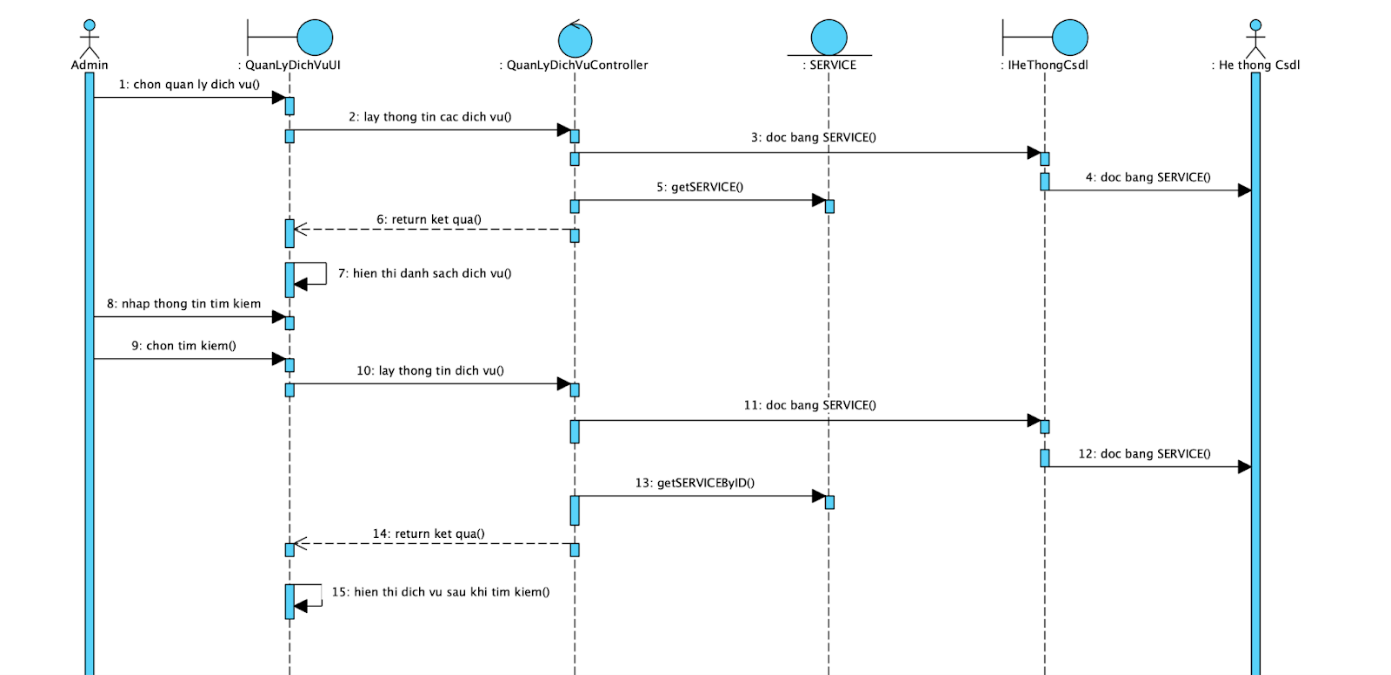 Admin
: QuanLyDichVuUI
: QuanLyDichVuController
: SERVICE
: IHeThongCsdl
: He thong Csdl
1: chon quan ly dich vu()
2: lay thong tin cac dich vu()
3: doc bang SERVICE()
4: doc bang SERVICE()
5: getSERVICE()
6: return ket qua()
7: hien thi danh sach dich vu()
8: nhap thong tin tim kiem
9: chon tim kiem()
10: lay thong tin dich vu()
11: doc bang SERVICE()
12: doc bang SERVICE()
13: getSERVICEByID()
14: return ket qua()
15: hien thi dich vu sau khi tim kiem()